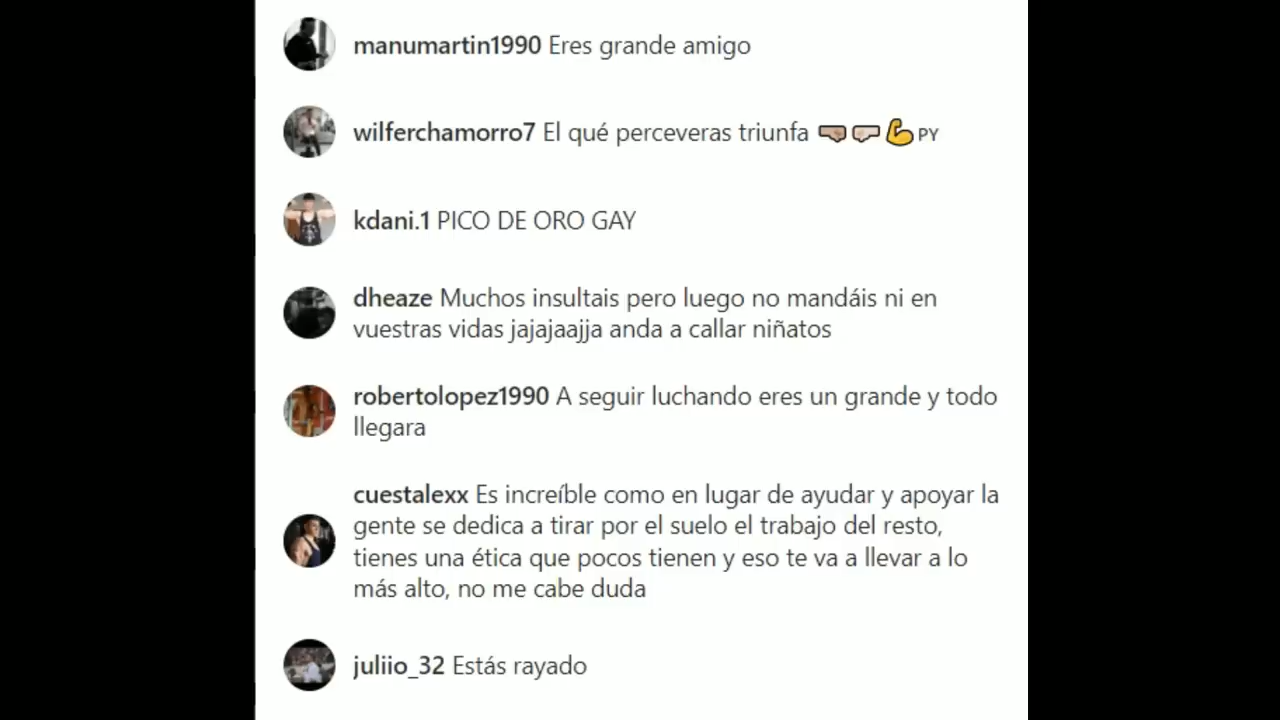 manumartin1990 Eres grande amigo
wilferchamorro7 El qué perceveras triunfa 🤜🏽🤛🏻💪PY
kdani.1 PICO DE ORO GAY
dheaze Muchos insultais pero luego no mandáis ni en
vuestras vidas jajajaajja anda a callar niñatos
robertolopez1990 A seguir luchando eres un grande y todo
llegara
cuestalexx Es increíble como en lugar de ayudar y apoyar la
gente se dedica a tirar por el suelo el trabajo del resto,
tienes una ética que pocos tienen y eso te va a llevar a lo
más alto, no me cabe duda
juliio_32 Estás rayado